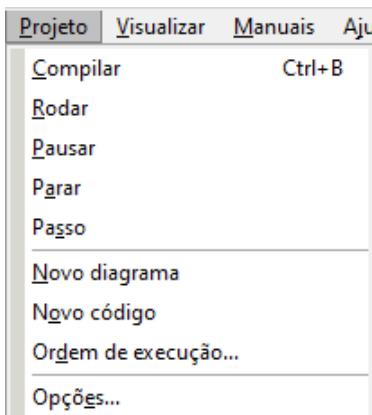 Projeto Visualizar Manuais Aju
Compilar Ctrl+B
Rodar
Pausar
Parar
Passo
Novo diagrama
Novo código
Ordem de execução...
Opções...